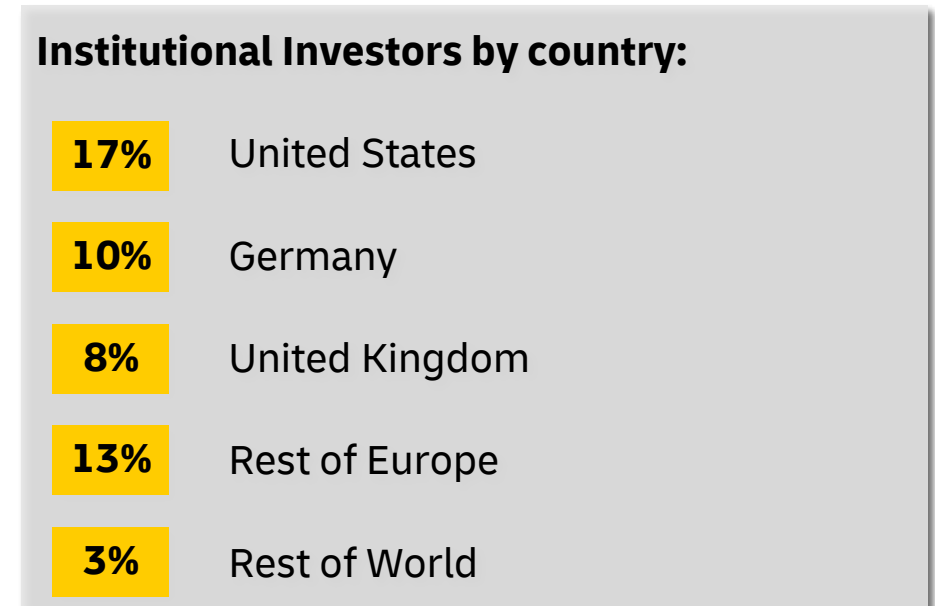 Institutional Investors by country:
17% United States
10% Germany
8% United Kingdom
13% Rest of Europe
3% Rest of World